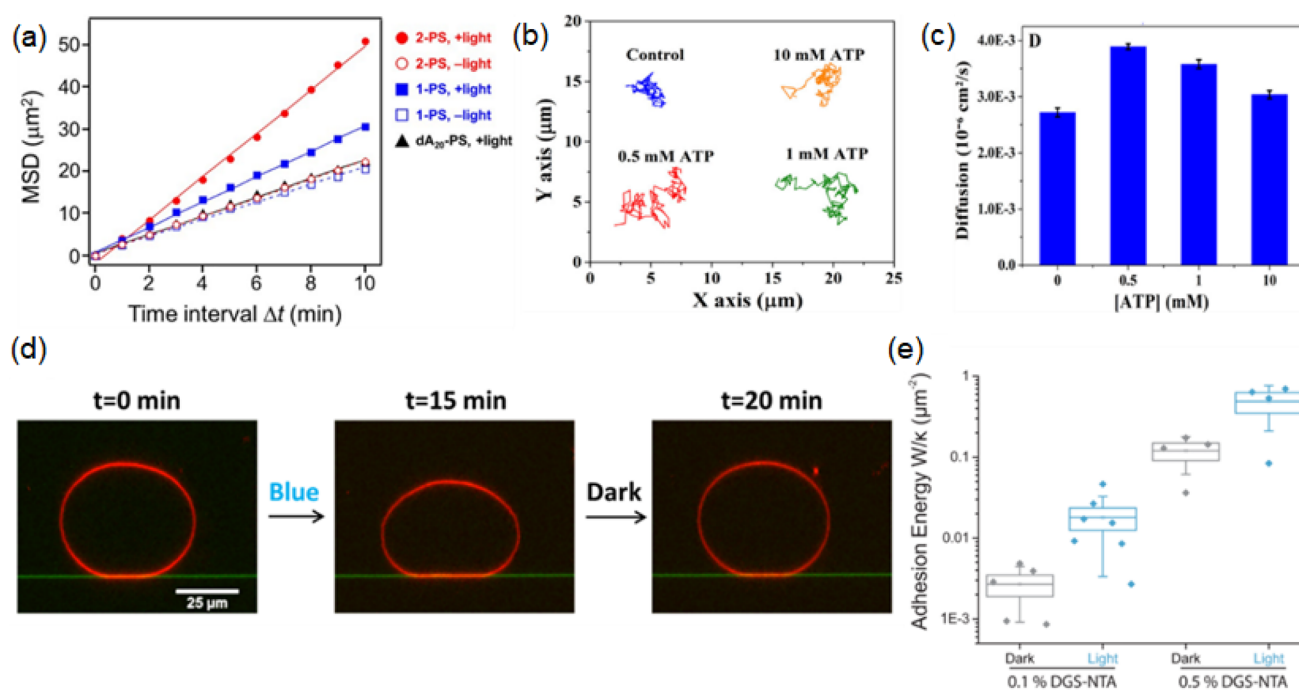 (a)
50
40
30
20
10
0
MSD (μm²)
0 2 4 6 8 10
Time interval Δt (min)
2-PS, +light
2-PS, –light
1-PS, +light
1-PS, –light
dA₂₀-PS, +light
(b)
20
15
10
5
0
Y axis (μm)
Control
10 mM ATP
0.5 mM ATP
1 mM ATP
0 5 10 15 20 25
X axis (μm)
(c)
D
4.0E-3
3.0E-3
1.0E-3
0.0
Diffusion (10⁻⁶ cm²/s)
0 0.5 1 10
[ATP] (mM)
(d)
t=0 min
t=15 min
t=20 min
Blue
Dark
25 μm
(e)
1
0.1
0.01
1E-3
Adhesion Energy W/κ (μm⁻²)
Dark Light Dark Light
0.1 % DGS-NTA 0.5 % DGS-NTA